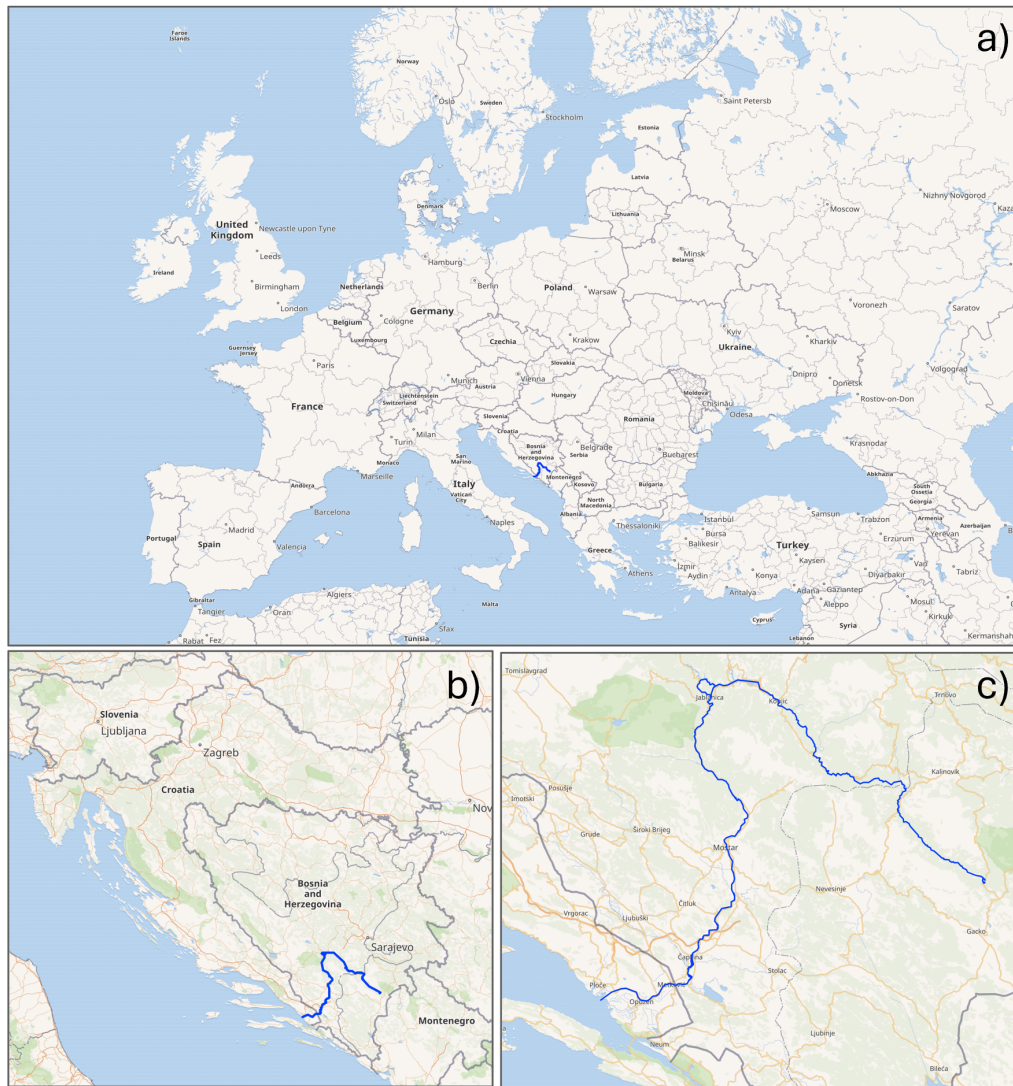 a)
Faroe
Islands
Norway
Oslo
Sweden
Stockholm
Saint Petersb
Estonia
Latvia
Lithuania
Denmark
Nizhny Novgorod
Kaza
Moscow
United
Kingdom
Newcastle upon Tyne
Leeds
Ireland
Birmingham
London
Hamburg
Berlin
Netherlands
Poland
Warsaw
Minsk
Belarus
Germany
Belgium
Cologne
Luxembourg
Guernsey
Jersey
Paris
Czechia
Krakow
Slovakia
Voronezh
Saratov
Kyiv
Ukraine
Kharkiv
Dnipro
Donetsk
Volgograd
Rostov-on-Don
France
Munich
Vienna
Austria
Liechtenstein
Switzerland
Hungary
Moldova
Chișinău
Odesa
Romania
Slovenia
Croatia
Milan
Turin
Belgrade
Serbia
Bosnia
and
Herzegovina
Bucharest
Krasnodar
Monaco
Marseille
San
Marino
Italy
Vatican
City
Montenegro
Kosovo
Bulgaria
North
Macedonia
Albania
Abkhazia
South
Ossetia
Georgia
Andorra
Barcelona
Madrid
Naples
Thessaloniki
Istanbul
Bursa
Balikesir
Samsun
Trabzon
Armenia
Yerevan
Azerbaijan
B
Portugal
Spain
Valencia
Greece
Athens
İzmir
Aydin
Turkey
Kayseri
Erzurum
Konya
Van
Tabriz
Diyarbakir
Gibraltar
Tangier
Algiers
Oran
Malta
Antalya
Adana
Gaziantep
Aleppo
Mosul
Kirkuk
Rabat
Fez
Sfax
Tunisia
Cyprus
Syria
Lebanon
Kermanshah
b)
Slovenia
Ljubljana
Zagreb
Croatia
Nov
Bosnia
and
Herzegovina
Sarajevo
Montenegro
c)
Tomislavgrad
Jablanica
Konjic
Trnovo
Kalinovik
Posušje
Imotski
Grude
Široki Brijeg
Mostar
Nevesinje
Čitluk
Ljubuški
Vrgorac
Gacko
Čapljina
Stolac
Ploče
Metković
Opuzen
Ljubinje
Neum
Bileća